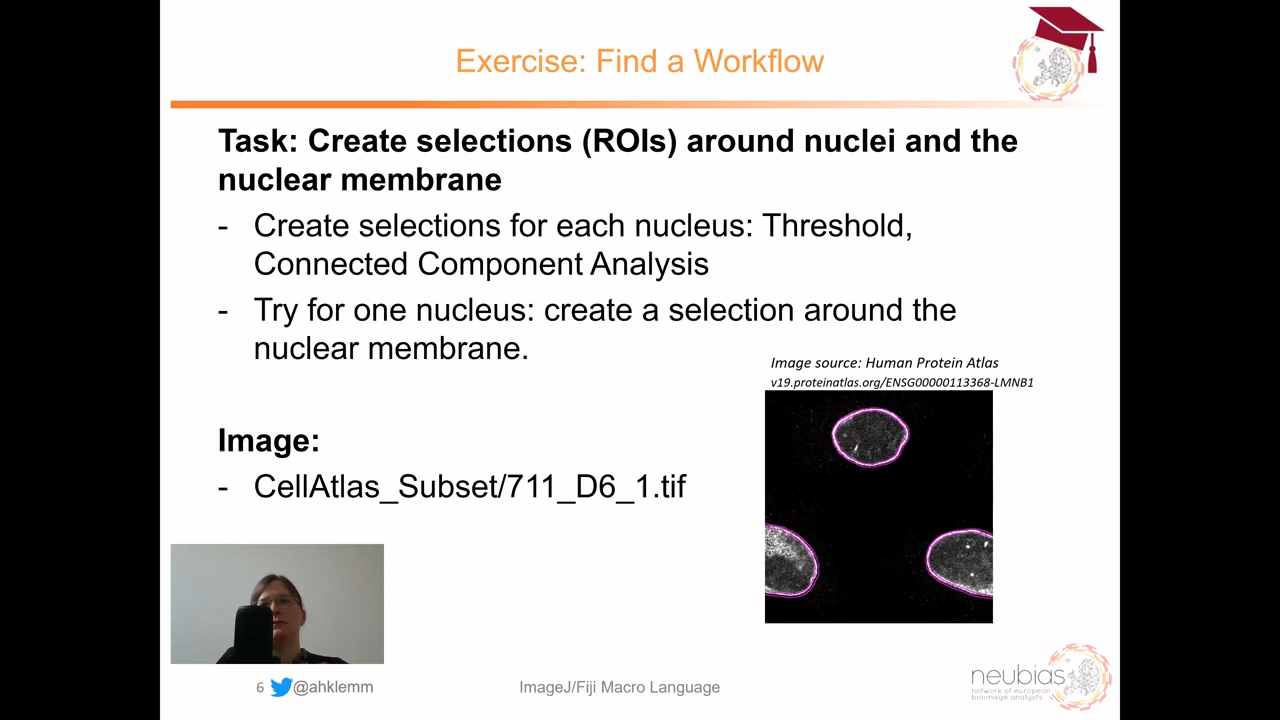 Exercise: Find a Workflow
Task: Create selections (ROIs) around nuclei and the
nuclear membrane
- Create selections for each nucleus: Threshold,
Connected Component Analysis
- Try for one nucleus: create a selection around the
nuclear membrane.
Image source: Human Protein Atlas
v19.proteinatlas.org/ENSG00000113368-LMNB1
Image:
- CellAtlas_Subset/711_D6_1.tif
6 @ahklemm
ImageJ/Fiji Macro Language
neubias
network of european
bioimage analysts